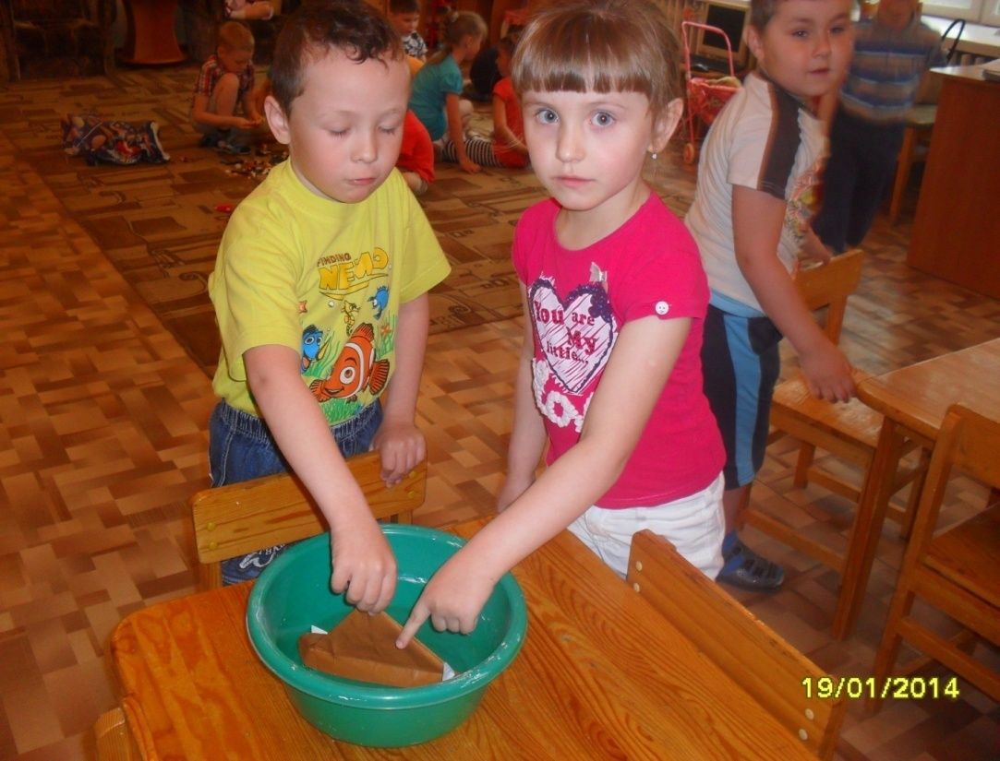 FINDING
NEMO
You are
My
little...
19/01/2014